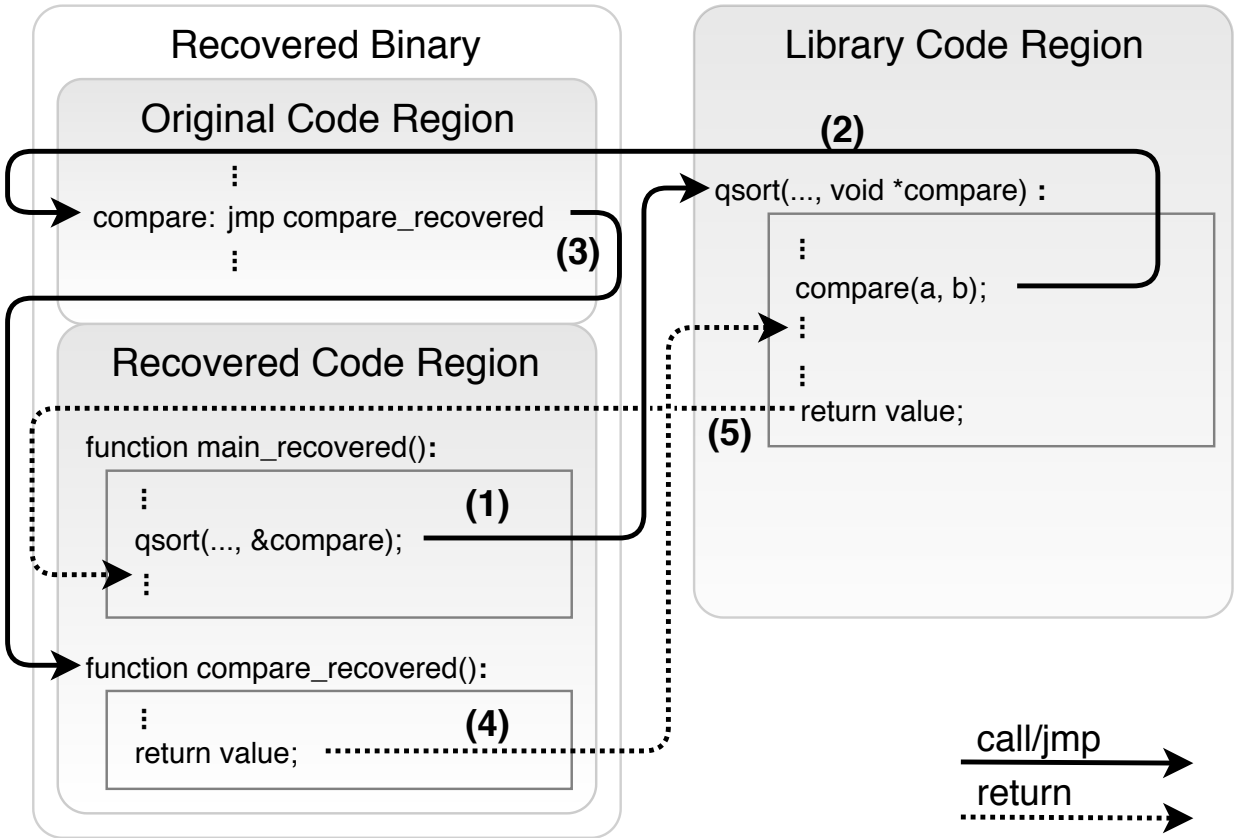 Recovered Binary
Original Code Region
⋮
compare: jmp compare_recovered
(3)
⋮
Recovered Code Region
function main_recovered():
⋮
(1)
qsort(..., &compare);
⋮
function compare_recovered():
⋮
(4)
return value;
Library Code Region
(2)
qsort(..., void *compare) :
⋮
compare(a, b);
⋮
⋮
return value;
(5)
call/jmp
return